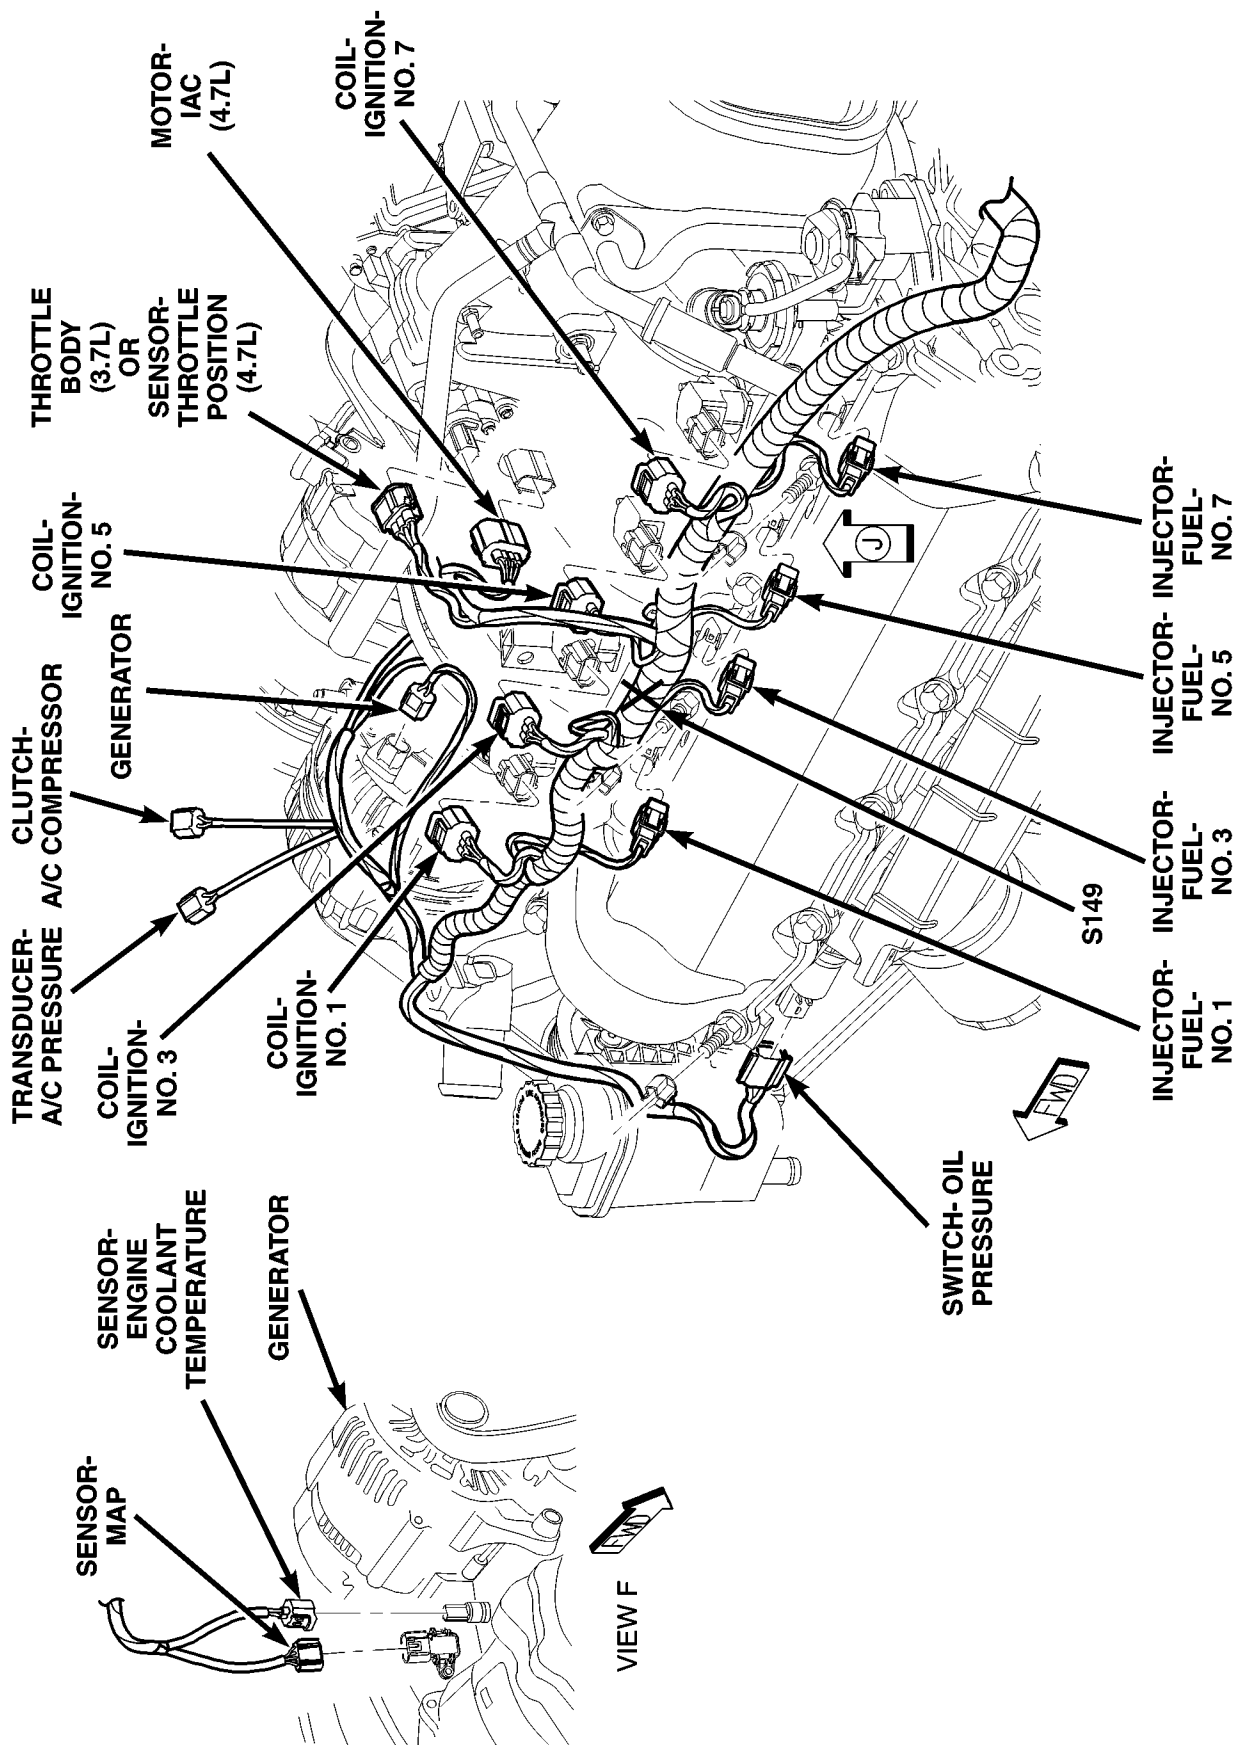 SENSOR-
MAP
SENSOR-
ENGINE
COOLANT
TEMPERATURE
GENERATOR
VIEW F
FWD
TRANSDUCER-
A/C PRESSURE
CLUTCH-
A/C COMPRESSOR
GENERATOR
COIL-
IGNITION-
NO. 5
THROTTLE
BODY
(3.7L)
OR
SENSOR-
THROTTLE
POSITION
(4.7L)
MOTOR-
IAC
(4.7L)
COIL-
IGNITION-
NO. 7
COIL-
IGNITION-
NO. 3
COIL-
IGNITION-
NO. 1
J
SWITCH- OIL
PRESSURE
FWD
S149
INJECTOR-
FUEL-
NO. 1
INJECTOR-
FUEL-
NO. 3
INJECTOR-
FUEL-
NO. 5
INJECTOR-
FUEL-
NO. 7